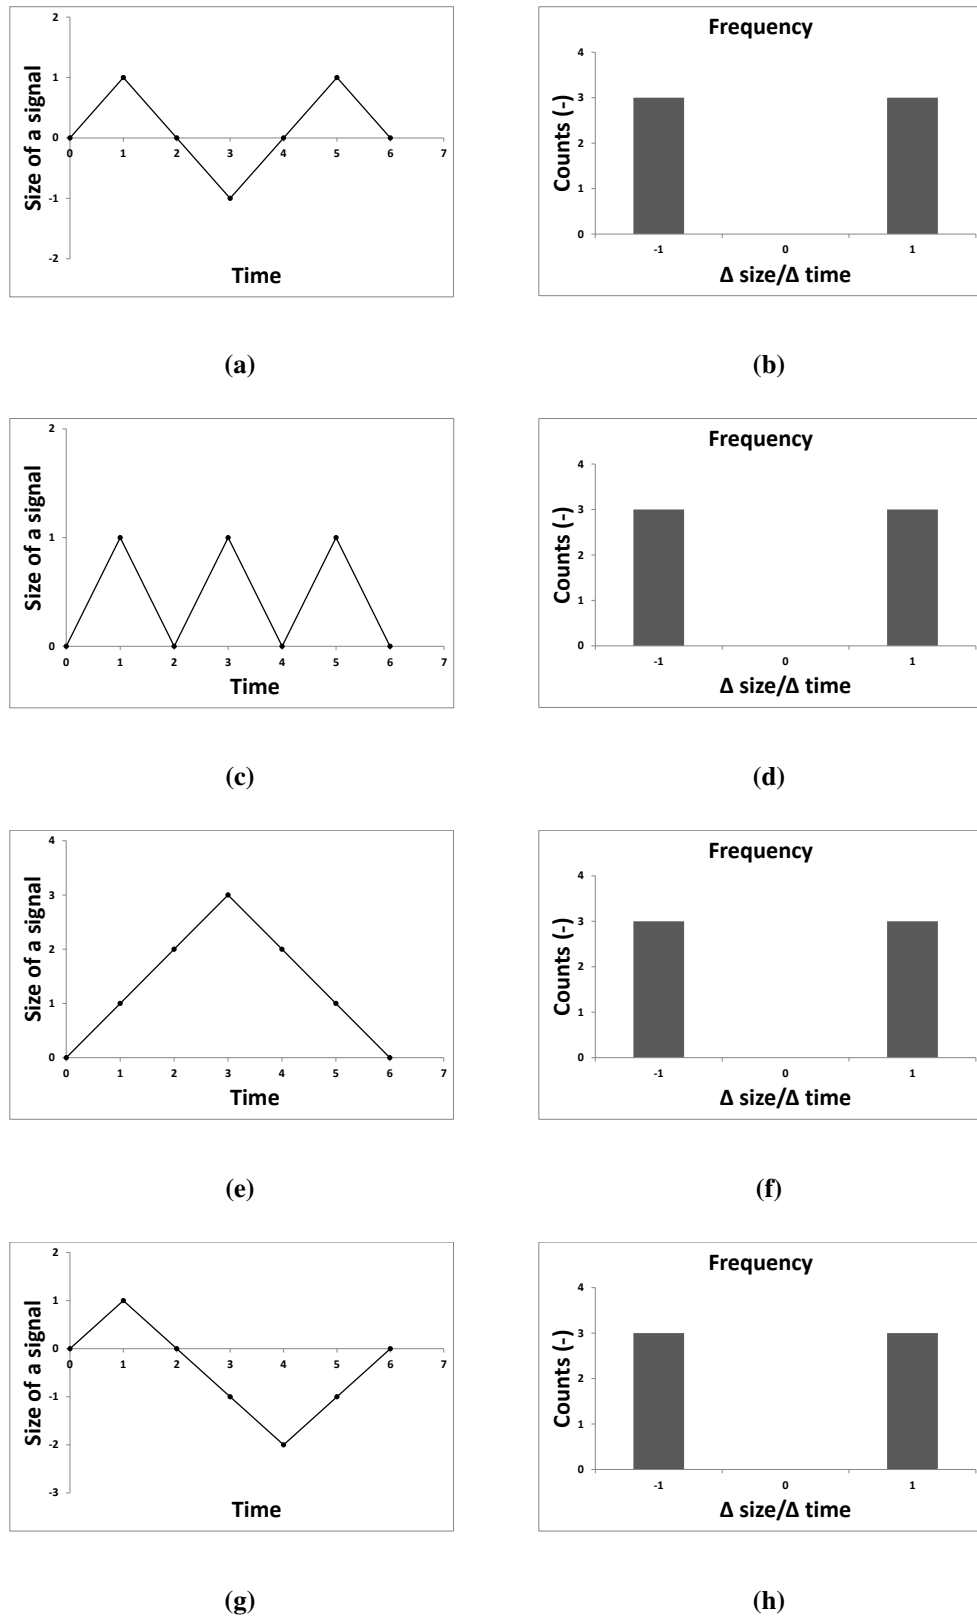 2
1
0
-1
-2
0 1 2 3 4 5 6 7
Size of a signal
Time
(a)
Frequency
4
3
2
1
0
-1 0 1
Counts (-)
Δ size/Δ time
(b)
2
1
0
0 1 2 3 4 5 6 7
Size of a signal
Time
(c)
Frequency
4
3
2
1
0
-1 0 1
Counts (-)
Δ size/Δ time
(d)
4
3
2
1
0
0 1 2 3 4 5 6 7
Size of a signal
Time
(e)
Frequency
4
3
2
1
0
-1 0 1
Counts (-)
Δ size/Δ time
(f)
2
1
0
-1
-2
-3
0 1 2 3 4 5 6 7
Size of a signal
Time
(g)
Frequency
4
3
2
1
0
-1 0 1
Counts (-)
Δ size/Δ time
(h)